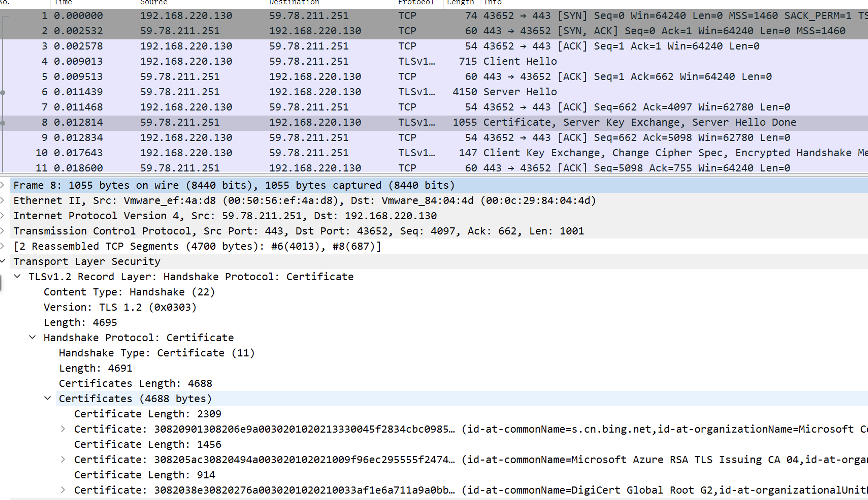 No. Time Source Destination Protocol Length Info
1 0.000000 192.168.220.130 59.78.211.251 TCP 74 43652 → 443 [SYN] Seq=0 Win=64240 Len=0 MSS=1460 SACK_PERM=1
2 0.002532 59.78.211.251 192.168.220.130 TCP 60 443 → 43652 [SYN, ACK] Seq=0 Ack=1 Win=64240 Len=0 MSS=1460
3 0.002578 192.168.220.130 59.78.211.251 TCP 54 43652 → 443 [ACK] Seq=1 Ack=1 Win=64240 Len=0
4 0.009013 192.168.220.130 59.78.211.251 TLSv1… 715 Client Hello
5 0.009513 59.78.211.251 192.168.220.130 TCP 60 443 → 43652 [ACK] Seq=1 Ack=662 Win=64240 Len=0
6 0.011439 59.78.211.251 192.168.220.130 TLSv1… 4150 Server Hello
7 0.011468 192.168.220.130 59.78.211.251 TCP 54 43652 → 443 [ACK] Seq=662 Ack=4097 Win=62780 Len=0
8 0.012814 59.78.211.251 192.168.220.130 TLSv1… 1055 Certificate, Server Key Exchange, Server Hello Done
9 0.012834 192.168.220.130 59.78.211.251 TCP 54 43652 → 443 [ACK] Seq=662 Ack=5098 Win=62780 Len=0
10 0.017643 192.168.220.130 59.78.211.251 TLSv1… 147 Client Key Exchange, Change Cipher Spec, Encrypted Handshake Me
11 0.018600 59.78.211.251 192.168.220.130 TCP 60 443 → 43652 [ACK] Seq=5098 Ack=755 Win=64240 Len=0
Frame 8: 1055 bytes on wire (8440 bits), 1055 bytes captured (8440 bits)
Ethernet II, Src: Vmware_ef:4a:d8 (00:50:56:ef:4a:d8), Dst: Vmware_84:04:4d (00:0c:29:84:04:4d)
Internet Protocol Version 4, Src: 59.78.211.251, Dst: 192.168.220.130
Transmission Control Protocol, Src Port: 443, Dst Port: 43652, Seq: 4097, Ack: 662, Len: 1001
[2 Reassembled TCP Segments (4700 bytes): #6(4013), #8(687)]
Transport Layer Security
TLSv1.2 Record Layer: Handshake Protocol: Certificate
Content Type: Handshake (22)
Version: TLS 1.2 (0x0303)
Length: 4695
Handshake Protocol: Certificate
Handshake Type: Certificate (11)
Length: 4691
Certificates Length: 4688
Certificates (4688 bytes)
Certificate Length: 2309
Certificate: 30820901308206e9a003020102021333​0045f2834cbc0985… (id-at-commonName=s.cn.bing.net,id-at-organizationName=Microsoft Co
Certificate Length: 1456
Certificate: 308205ac30820494a003020102021009f96ec295555f2474… (id-at-commonName=Microsoft Azure RSA TLS Issuing CA 04,id-at-orga
Certificate Length: 914
Certificate: 3082038e30820276a0030201020210033af1e6a711a9a0bb… (id-at-commonName=DigiCert Global Root G2,id-at-organizationalUnit